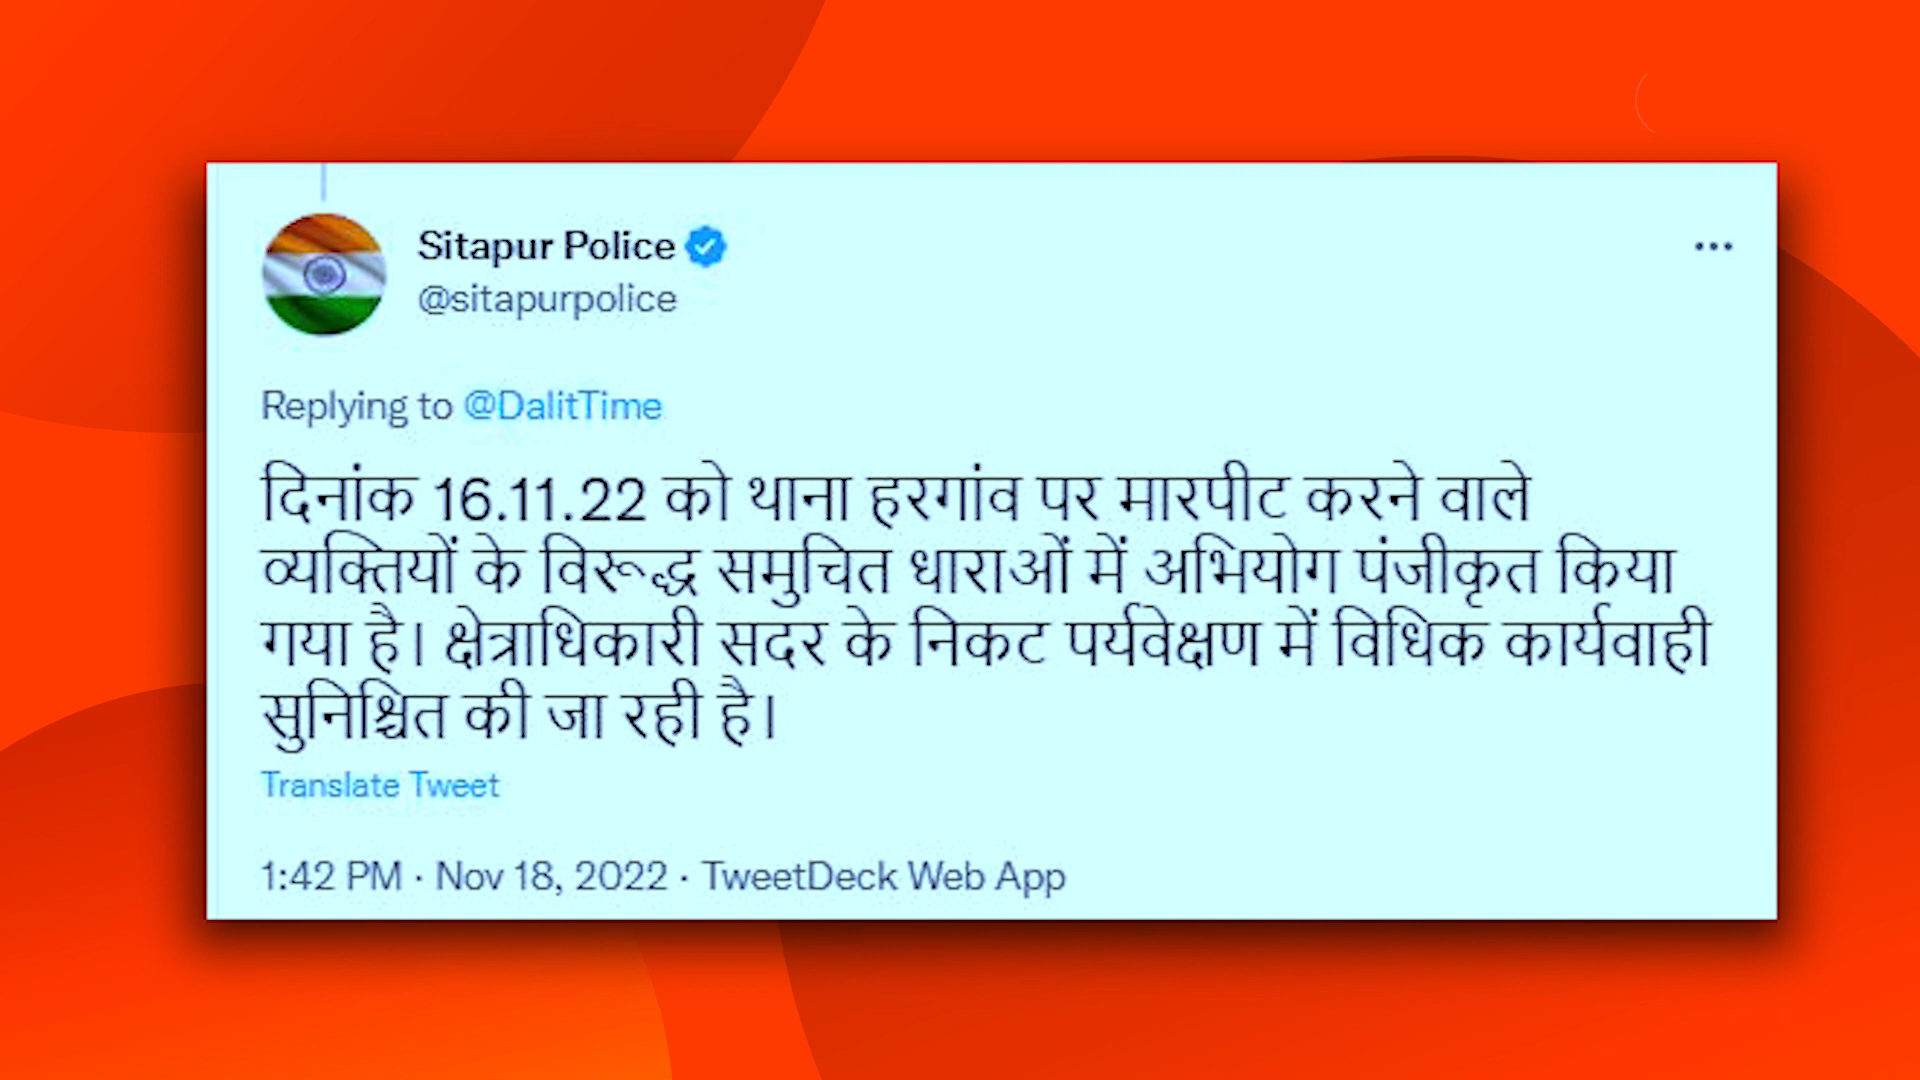 Sitapur Police
@sitapurpolice
Replying to @DalitTime
दिनांक 16.11.22 को थाना हरगांव पर मारपीट करने वाले
व्यक्तियों के विरूद्ध समुचित धाराओं में अभियोग पंजीकृत किया
गया है। क्षेत्राधिकारी सदर के निकट पर्यवेक्षण में विधिक कार्यवाही
सुनिश्चित की जा रही है।
Translate Tweet
1:42 PM · Nov 18, 2022 · TweetDeck Web App